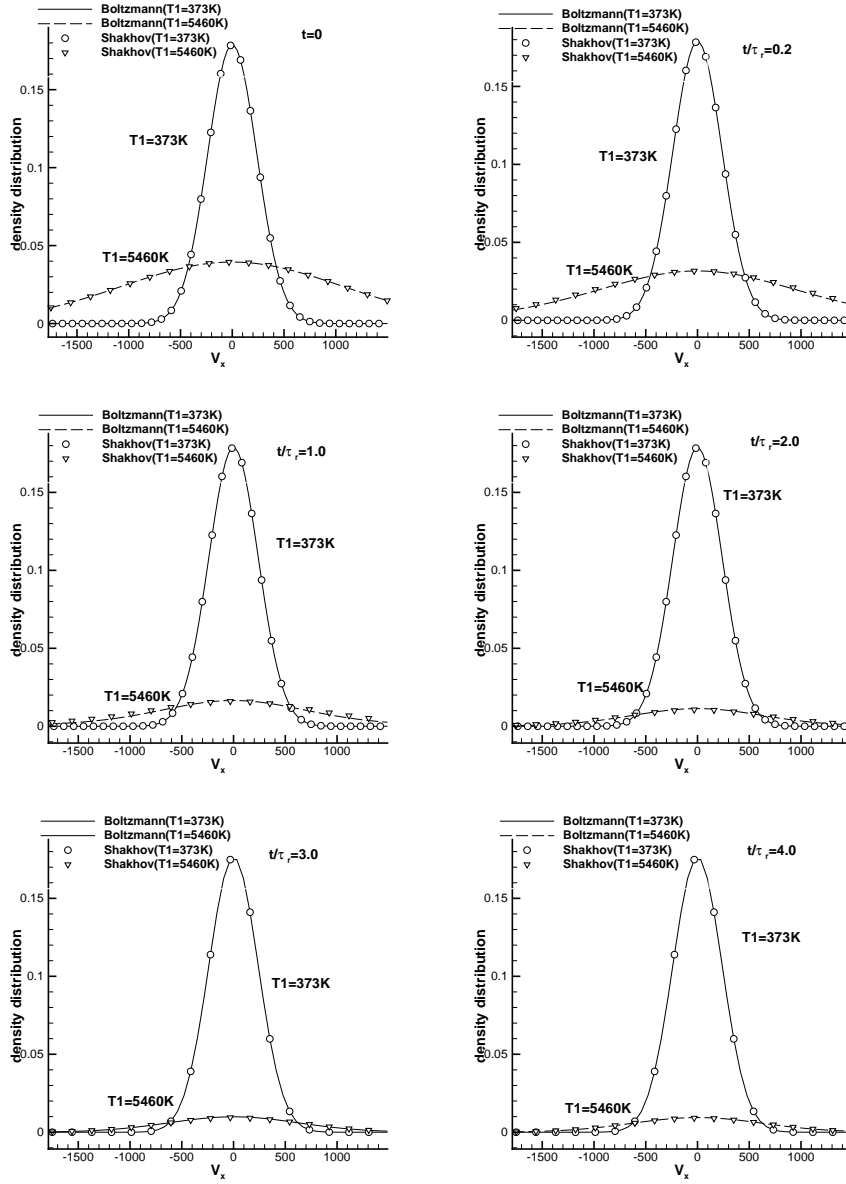 Boltzmann(T1=373K)
Boltzmann(T1=5460K)
Shakhov(T1=373K)
Shakhov(T1=5460K)
t=0
T1=373K
T1=5460K
density distribution
0.15
0.1
0.05
0
-1500 -1000 -500 0 500 1000
Vx
Boltzmann(T1=373K)
Boltzmann(T1=5460K)
Shakhov(T1=373K)
Shakhov(T1=5460K)
t/τr=0.2
T1=373K
T1=5460K
density distribution
0.15
0.1
0.05
0
-1500 -1000 -500 0 500 1000
Vx
Boltzmann(T1=373K)
Boltzmann(T1=5460K)
Shakhov(T1=373K)
Shakhov(T1=5460K)
t/τr=1.0
T1=373K
T1=5460K
density distribution
0.15
0.1
0.05
0
-1500 -1000 -500 0 500 1000
Vx
Boltzmann(T1=373K)
Boltzmann(T1=5460K)
Shakhov(T1=373K)
Shakhov(T1=5460K)
t/τr=2.0
T1=373K
T1=5460K
density distribution
0.15
0.1
0.05
0
-1500 -1000 -500 0 500 1000
Vx
Boltzmann(T1=373K)
Boltzmann(T1=5460K)
Shakhov(T1=373K)
Shakhov(T1=5460K)
t/τr=3.0
T1=373K
T1=5460K
density distribution
0.15
0.1
0.05
0
-1500 -1000 -500 0 500 1000
Vx
Boltzmann(T1=373K)
Boltzmann(T1=5460K)
Shakhov(T1=373K)
Shakhov(T1=5460K)
t/τr=4.0
T1=373K
T1=5460K
density distribution
0.15
0.1
0.05
0
-1500 -1000 -500 0 500 1000
Vx